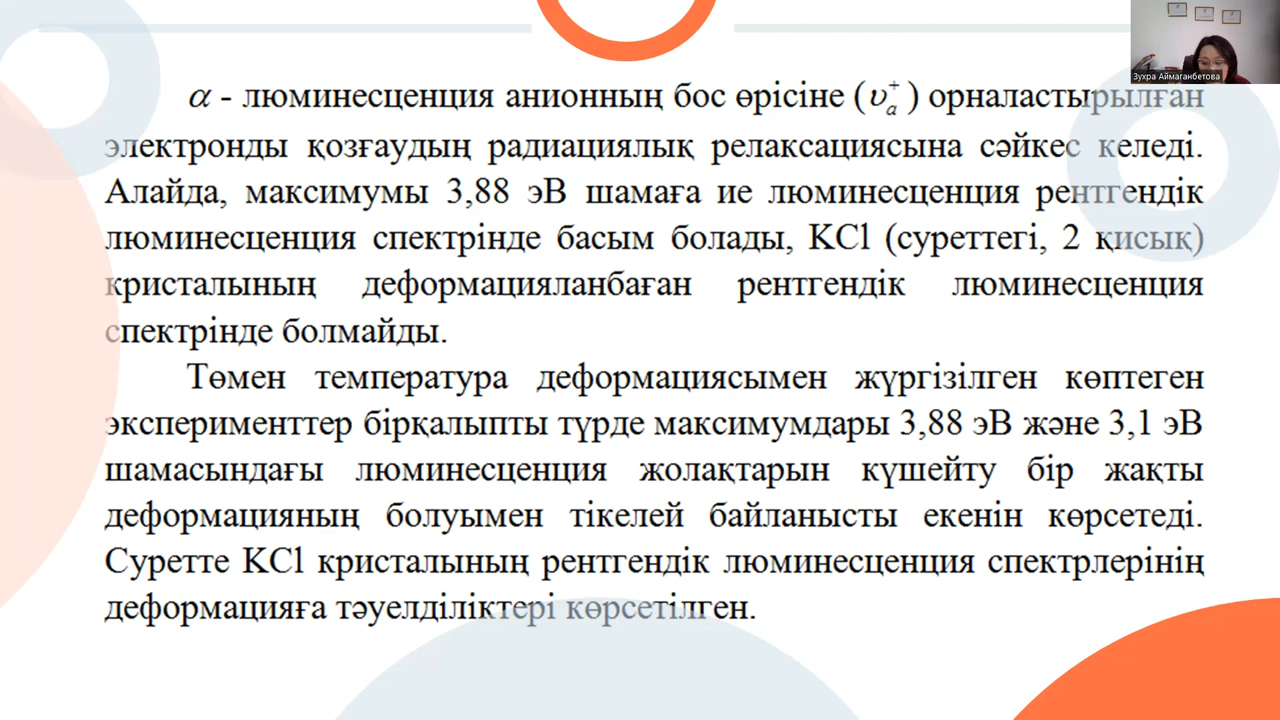 Зухра Аймаганбетова
α - люминесценция анионның бос өрісіне (υₐ⁺) орналастырылған
электронды қозғаудың радиациялық релаксациясына сәйкес келеді.
Алайда, максимумы 3,88 эВ шамаға ие люминесценция рентгендік
люминесценция спектрінде басым болады, KCl (суреттегі, 2 қисық)
кристалының деформацияланбаған рентгендік люминесценция
спектрінде болмайды.
Төмен температура деформациясымен жүргізілген көптеген
эксперименттер бірқалыпты түрде максимумдары 3,88 эВ және 3,1 эВ
шамасындағы люминесценция жолақтарын күшейту бір жақты
деформацияның болуымен тікелей байланысты екенін көрсетеді.
Суретте KCl кристалының рентгендік люминесценция спектрлерінің
деформацияға тәуелділіктері көрсетілген.